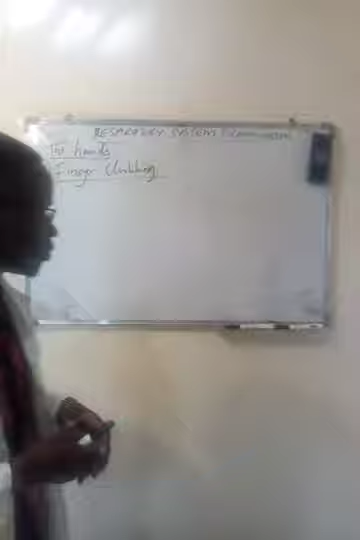 RESPIRATORY SYSTEMS EXAMINATION
The hands
Finger Clubbing